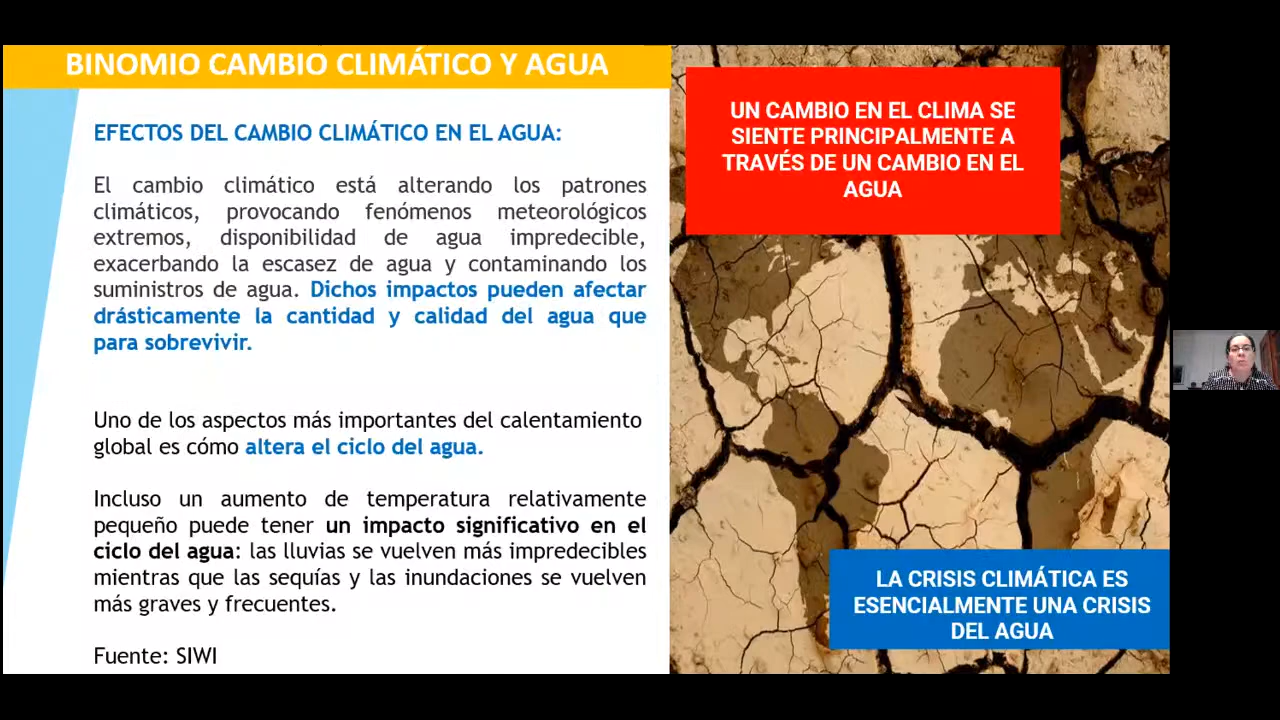 BINOMIO CAMBIO CLIMÁTICO Y AGUA
EFECTOS DEL CAMBIO CLIMÁTICO EN EL AGUA:
El cambio climático está alterando los patrones
climáticos, provocando fenómenos meteorológicos
extremos, disponibilidad de agua impredecible,
exacerbando la escasez de agua y contaminando los
suministros de agua. Dichos impactos pueden afectar
drásticamente la cantidad y calidad del agua que
para sobrevivir.
Uno de los aspectos más importantes del calentamiento
global es cómo altera el ciclo del agua.
Incluso un aumento de temperatura relativamente
pequeño puede tener un impacto significativo en el
ciclo del agua: las lluvias se vuelven más impredecibles
mientras que las sequías y las inundaciones se vuelven
más graves y frecuentes.
Fuente: SIWI
UN CAMBIO EN EL CLIMA SE
SIENTE PRINCIPALMENTE A
TRAVÉS DE UN CAMBIO EN EL
AGUA
LA CRISIS CLIMÁTICA ES
ESENCIALMENTE UNA CRISIS
DEL AGUA